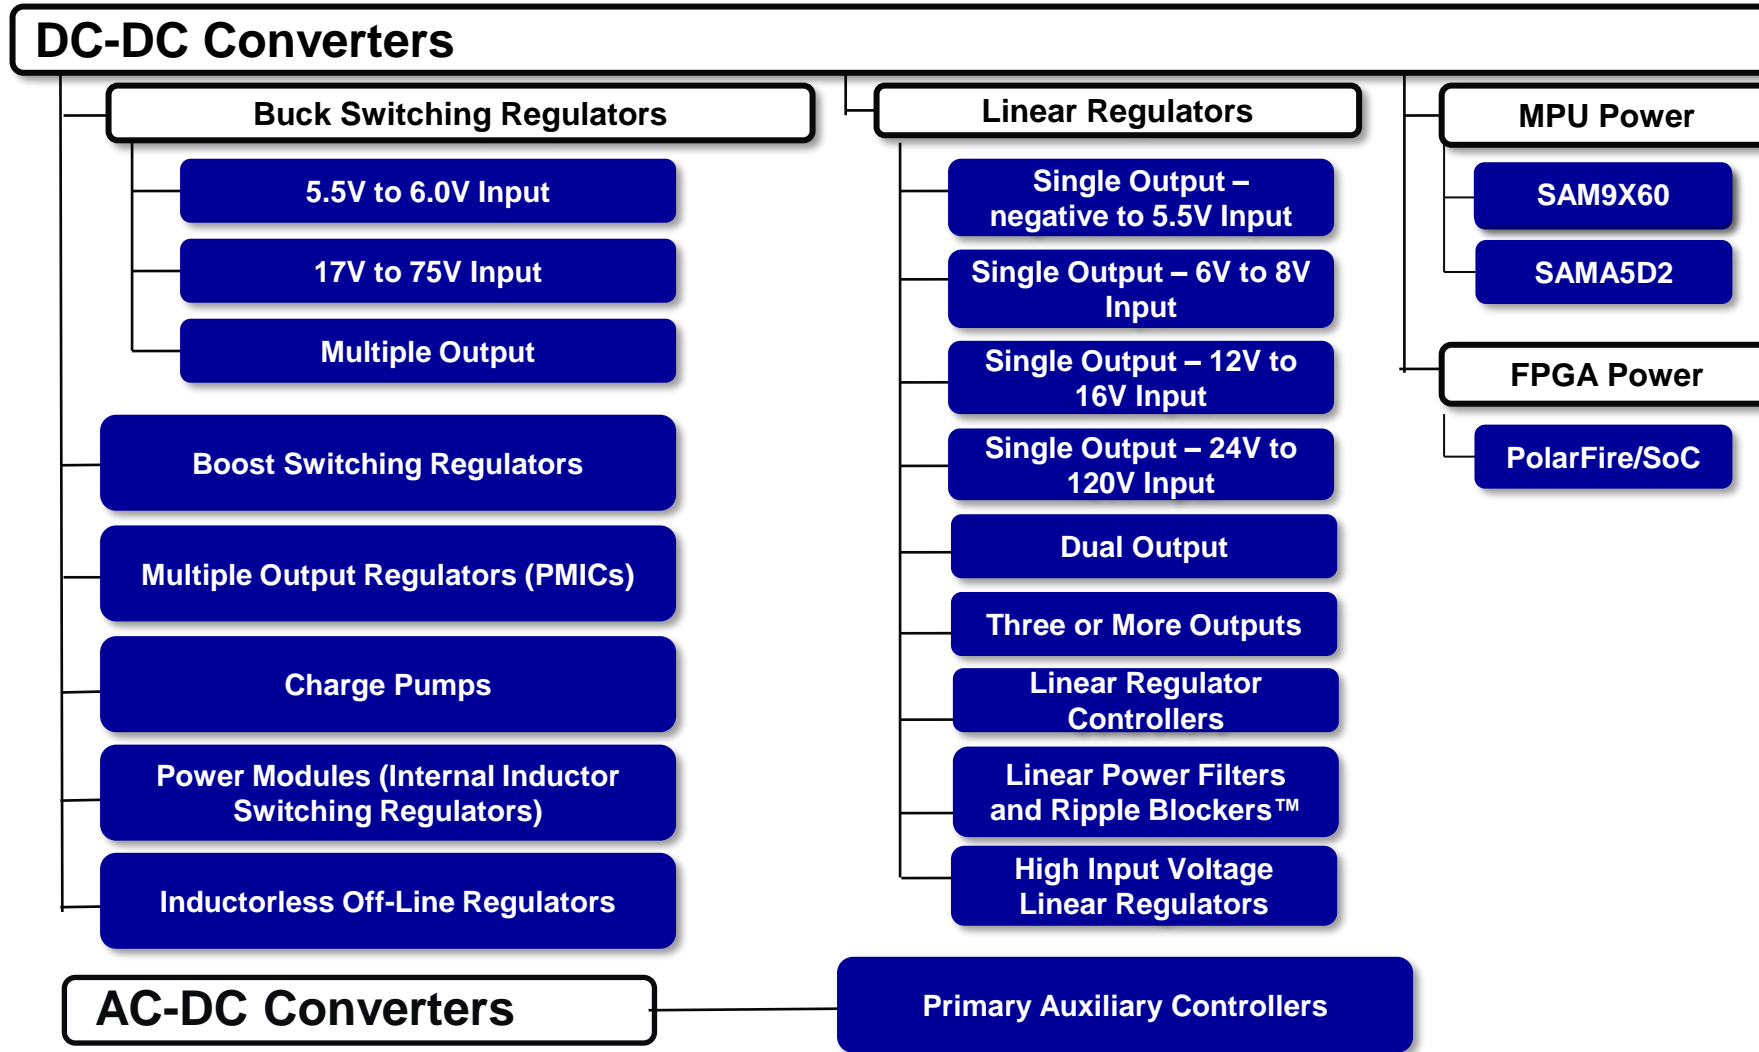 DC-DC Converters
Buck Switching Regulators
5.5V to 6.0V Input
17V to 75V Input
Multiple Output
Boost Switching Regulators
Multiple Output Regulators (PMICs)
Charge Pumps
Power Modules (Internal Inductor
Switching Regulators)
Inductorless Off-Line Regulators
Linear Regulators
Single Output –
negative to 5.5V Input
Single Output – 6V to 8V
Input
Single Output – 12V to
16V Input
Single Output – 24V to
120V Input
Dual Output
Three or More Outputs
Linear Regulator
Controllers
Linear Power Filters
and Ripple Blockers™
High Input Voltage
Linear Regulators
MPU Power
SAM9X60
SAMA5D2
FPGA Power
PolarFire/SoC
AC-DC Converters
Primary Auxiliary Controllers